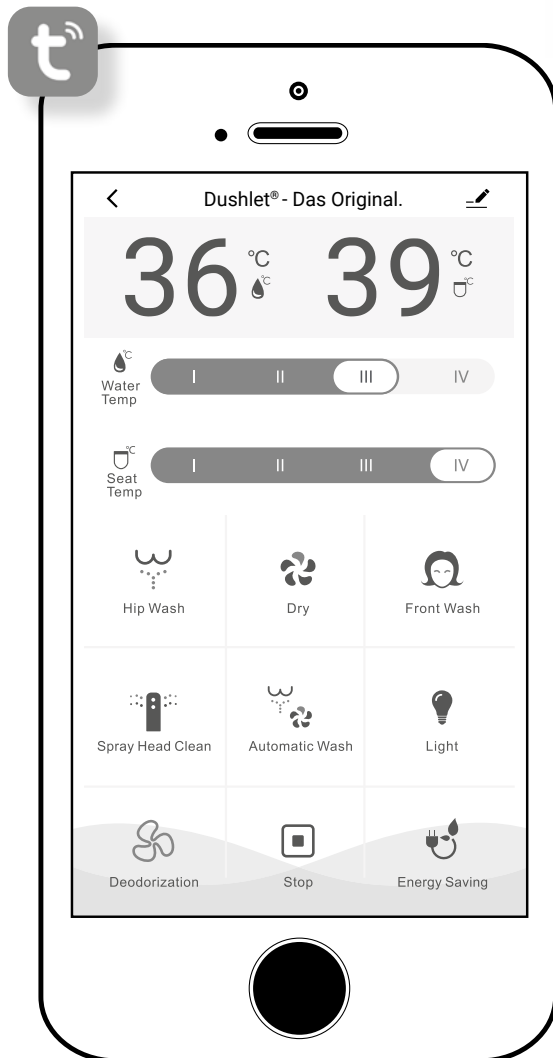 t
Dushlet® - Das Original.
36 °C °C 39 °C °C
°C
Water
Temp
I II III IV
°C
Seat
Temp
I II III IV
Hip Wash Dry Front Wash
Spray Head Clean Automatic Wash Light
Deodorization Stop Energy Saving